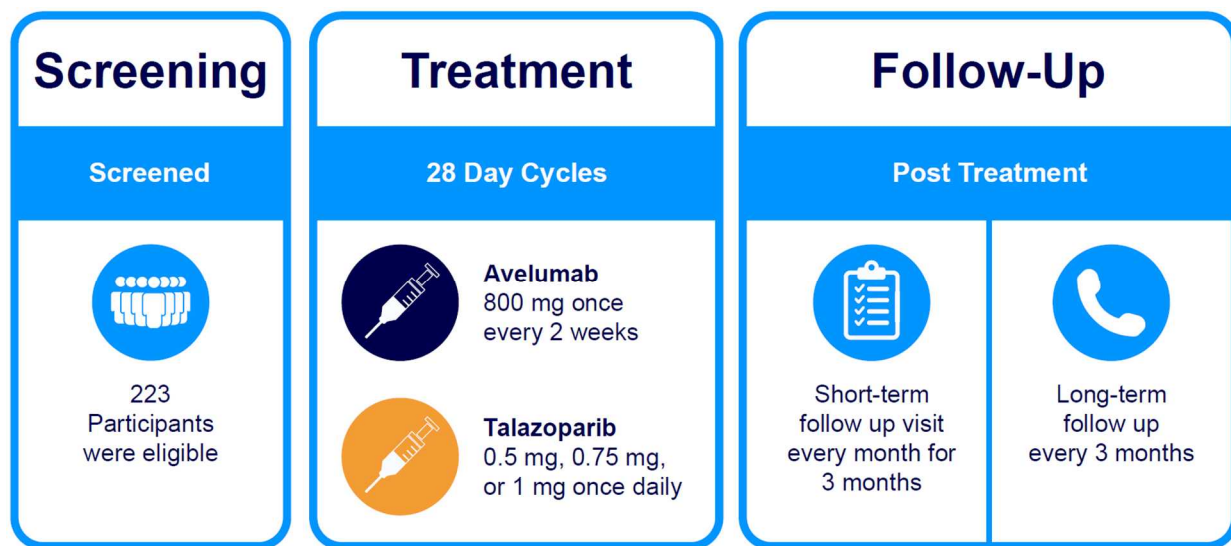 Screening
Screened
223
Participants
were eligible
Treatment
28 Day Cycles
Avelumab
800 mg once
every 2 weeks
Talazoparib
0.5 mg, 0.75 mg,
or 1 mg once daily
Follow-Up
Post Treatment
Short-term
follow up visit
every month for
3 months
Long-term
follow up
every 3 months